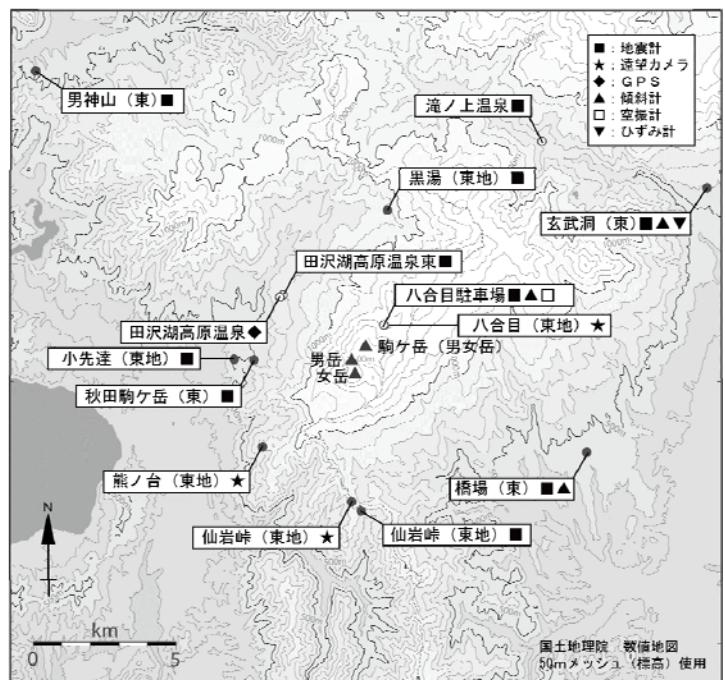 ■：地震計
★：遠望カメラ
◆：ＧＰＳ
▲：傾斜計
□：空振計
▼：ひずみ計
男神山（東）■
滝ノ上温泉■
1000m
黒湯（東地）■
玄武洞（東）■▲▼
1000m
田沢湖高原温泉東■
八合目駐車場■▲□
八合目（東地）★
田沢湖高原温泉◆
駒ケ岳（男女岳）
小先達（東地）■
男岳
女岳
秋田駒ケ岳（東）■
熊ノ台（東地）★
橋場（東）■▲
仙岩峠（東地）★
仙岩峠（東地）■
N
km
0 5
国土地理院　数値地図
50mメッシュ（標高）使用